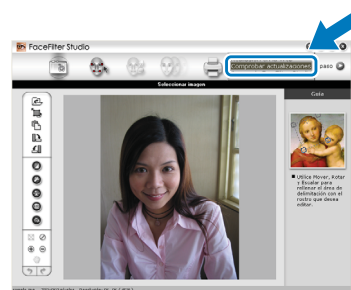 FaceFilter Studio
Comprobar actualizaciones
paso
Seleccionar imagen
Guía
Utilice Mover, Rotar
y Escalar para
rellenar el área de
delimitación con el
rostro que desea
editar.